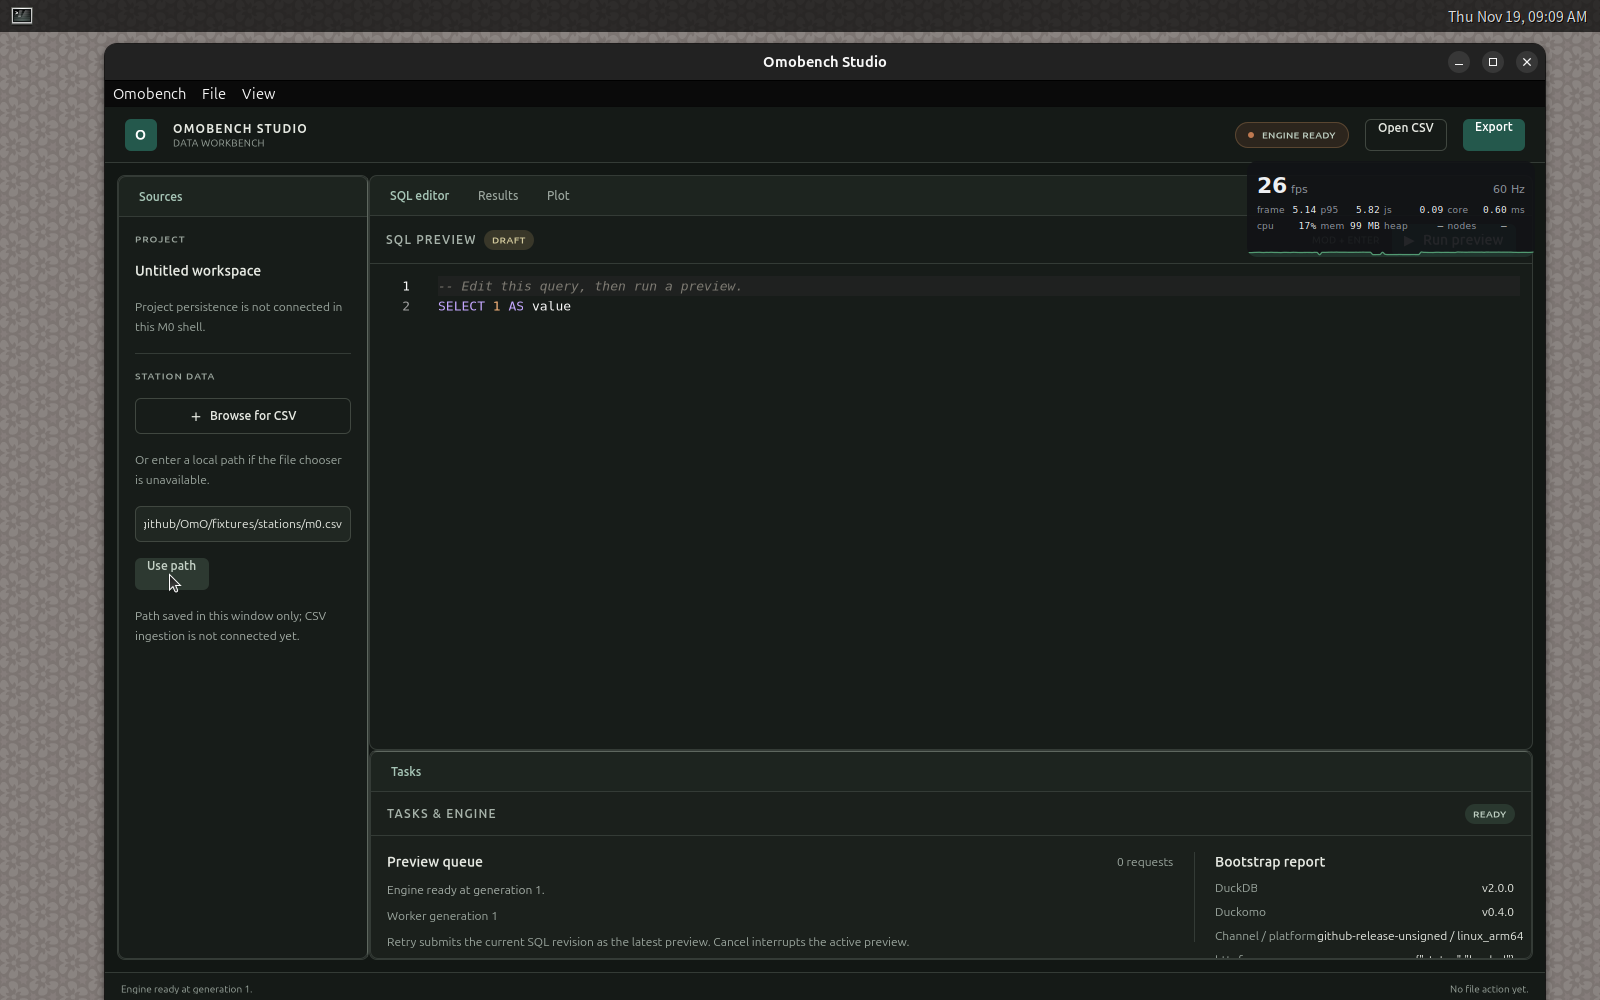 Thu Nov 19, 09:09 AM
Omobench Studio
Omobench File View
O
OMOBENCH STUDIO
DATA WORKBENCH
ENGINE READY
Open CSV
Export
Sources
PROJECT
Untitled workspace
Project persistence is not connected in
this M0 shell.
STATION DATA
+ Browse for CSV
Or enter a local path if the file chooser
is unavailable.
github/OmO/fixtures/stations/m0.csv
Use path
Path saved in this window only; CSV
ingestion is not connected yet.
SQL editor Results Plot
26 fps 60 Hz
frame 5.14 p95 5.82 js 0.09 core 0.60 ms
cpu 17% mem 99 MB heap – nodes –
SQL PREVIEW DRAFT
Run preview
1 -- Edit this query, then run a preview.
2 SELECT 1 AS value
Tasks
TASKS & ENGINE
READY
Preview queue
0 requests
Engine ready at generation 1.
Worker generation 1
Retry submits the current SQL revision as the latest preview. Cancel interrupts the active preview.
Bootstrap report
DuckDB v2.0.0
Duckomo v0.4.0
Channel / platform github-release-unsigned / linux_arm64
Engine ready at generation 1.
No file action yet.